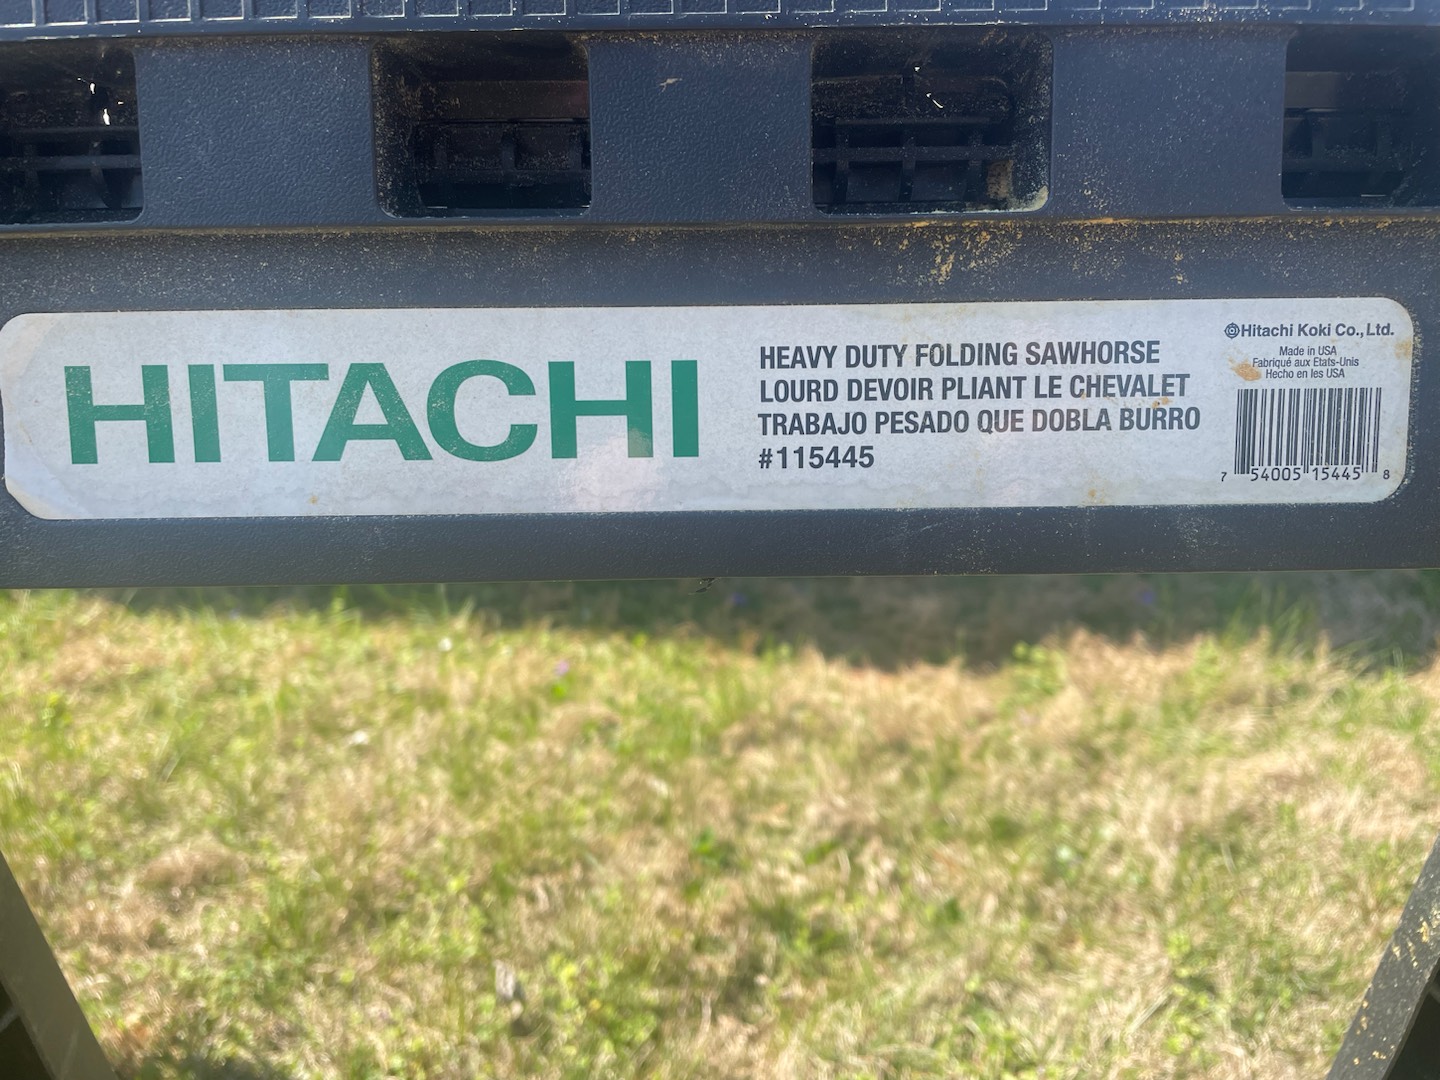 HITACHI
HEAVY DUTY FOLDING SAWHORSE
LOURD DEVOIR PLIANT LE CHEVALET
TRABAJO PESADO QUE DOBLA BURRO
#115445
Hitachi Koki Co., Ltd.
Made in USA
Fabriqué aux États-Unis
Hecho en les USA
7 54005 15445 8